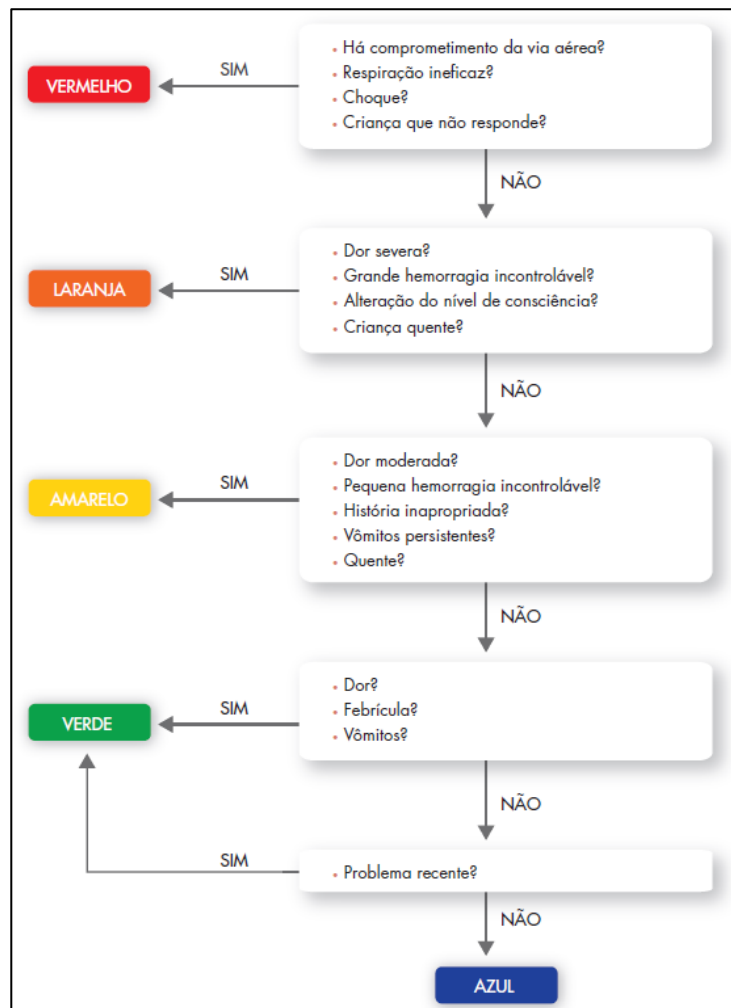 • Há comprometimento da via aérea?
• Respiração ineficaz?
• Choque?
• Criança que não responde?
SIM
VERMELHO
NÃO
• Dor severa?
• Grande hemorragia incontrolável?
• Alteração do nível de consciência?
• Criança quente?
SIM
LARANJA
NÃO
• Dor moderada?
• Pequena hemorragia incontrolável?
• História inapropriada?
• Vômitos persistentes?
• Quente?
SIM
AMARELO
NÃO
• Dor?
• Febrícula?
• Vômitos?
SIM
VERDE
NÃO
• Problema recente?
SIM
NÃO
AZUL